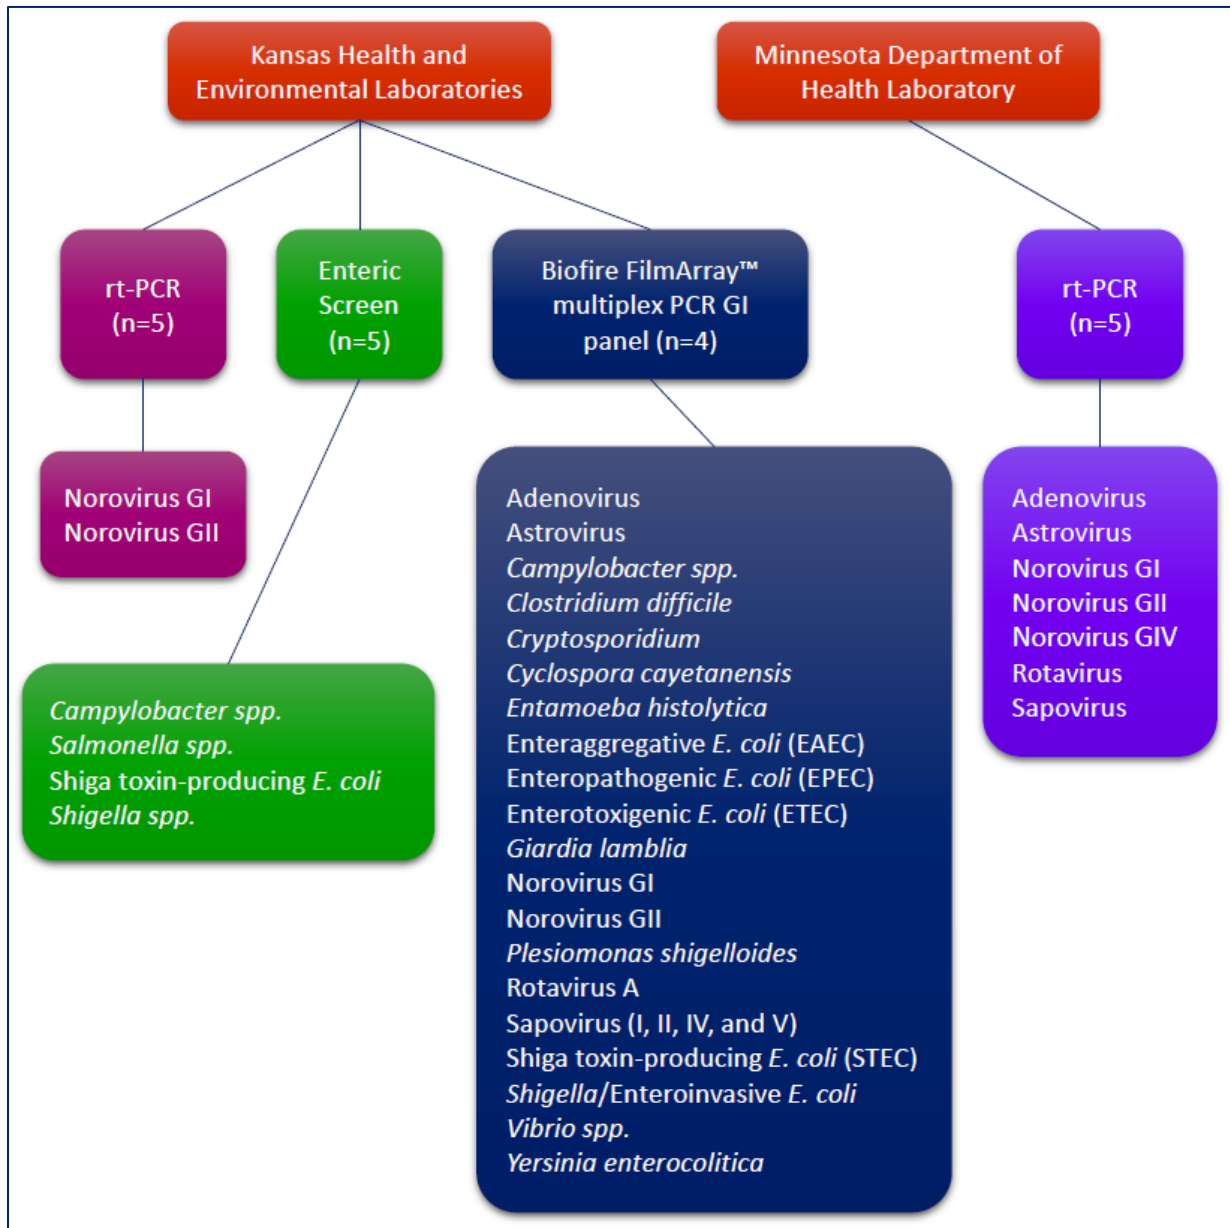 Kansas Health and
Environmental Laboratories
Minnesota Department of
Health Laboratory
rt-PCR
(n=5)
Enteric
Screen
(n=5)
Biofire FilmArray™
multiplex PCR GI
panel (n=4)
rt-PCR
(n=5)
Norovirus GI
Norovirus GII
Campylobacter spp.
Salmonella spp.
Shiga toxin-producing E. coli
Shigella spp.
Adenovirus
Astrovirus
Campylobacter spp.
Clostridium difficile
Cryptosporidium
Cyclospora cayetanensis
Entamoeba histolytica
Enteraggregative E. coli (EAEC)
Enteropathogenic E. coli (EPEC)
Enterotoxigenic E. coli (ETEC)
Giardia lamblia
Norovirus GI
Norovirus GII
Plesiomonas shigelloides
Rotavirus A
Sapovirus (I, II, IV, and V)
Shiga toxin-producing E. coli (STEC)
Shigella/Enteroinvasive E. coli
Vibrio spp.
Yersinia enterocolitica
Adenovirus
Astrovirus
Norovirus GI
Norovirus GII
Norovirus GIV
Rotavirus
Sapovirus